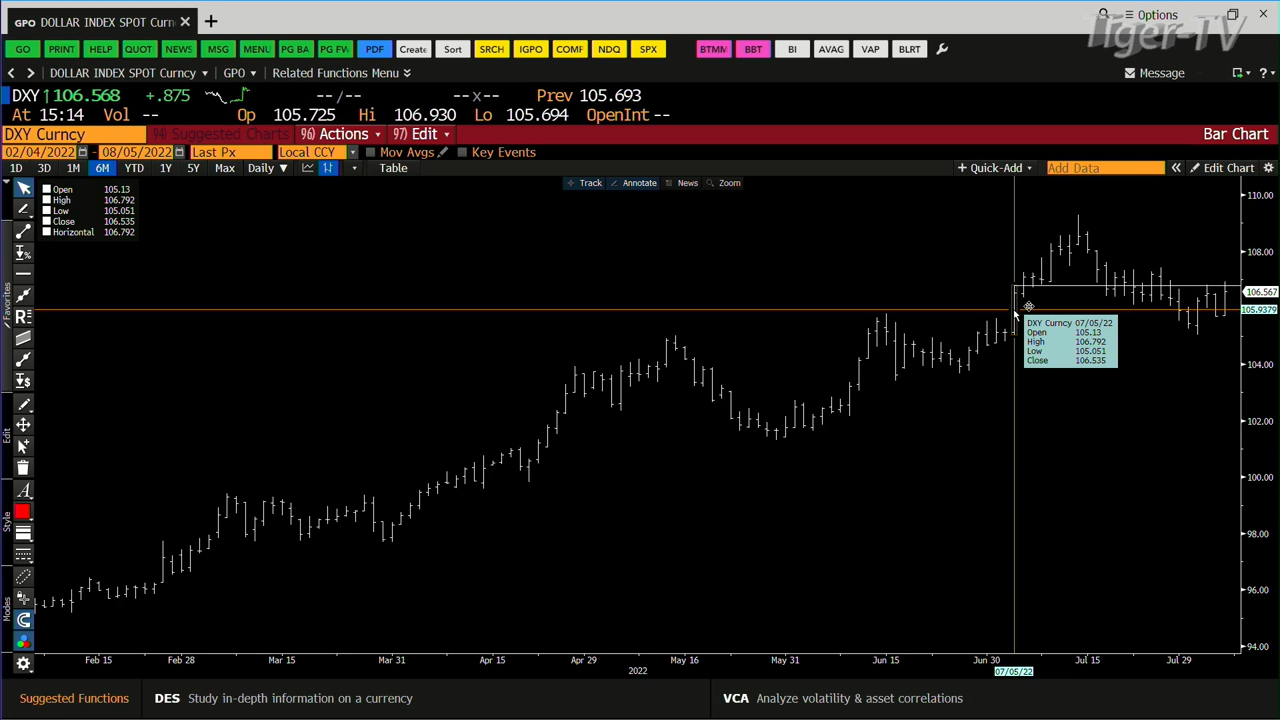 GPO DOLLAR INDEX SPOT Curn
Options
Tiger-TV
GO PRINT HELP QUOT NEWS MSG MENU PG BA PG FW PDF Create Sort SRCH IGPO COMF NDQ SPX BTMM BBT BI AVAG VAP BLRT
DOLLAR INDEX SPOT Curncy GPO Related Functions Menu Message
DXY ↑106.568 +.875 --/-- --x-- Prev 105.693
At 15:14 Vol -- Op 105.725 Hi 106.930 Lo 105.694 OpenInt --
DXY Curncy 94) Suggested Charts 96) Actions 97) Edit Bar Chart
02/04/2022 - 08/05/2022 Last Px Local CCY Mov Avgs Key Events
1D 3D 1M 6M YTD 1Y 5Y Max Daily Table + Quick-Add Add Data Edit Chart
Track Annotate News Zoom
Open 105.13
High 106.792
Low 105.051
Close 106.535
Horizontal 106.792
Favorites
Edit
Style
Modes
110.00
108.00
106.567
105.9379
104.00
102.00
100.00
98.00
96.00
94.00
DXY Curncy 07/05/22
Open 105.13
High 106.792
Low 105.051
Close 106.535
Feb 15 Feb 28 Mar 15 Mar 31 Apr 15 Apr 29 May 16 May 31 Jun 15 Jun 30 Jul 15 Jul 29
2022
07/05/22
Suggested Functions DES Study in-depth information on a currency VCA Analyze volatility & asset correlations